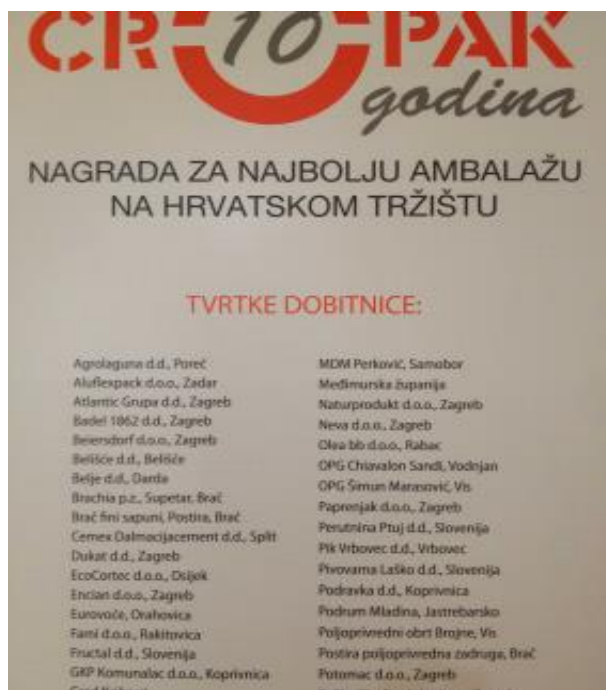 CROPAK
10
godina
NAGRADA ZA NAJBOLJU AMBALAŽU
NA HRVATSKOM TRŽIŠTU
TVRTKE DOBITNICE:
Agrolaguna d.d., Poreč
Aluflexpack d.o.o., Zadar
Atlantic Grupa d.d., Zagreb
Badel 1862 d.d., Zagreb
Beiersdorf d.o.o., Zagreb
Belišće d.d., Belišće
Belje d.d., Darda
Brachia p.z., Supetar, Brač
Brač fini sapuni, Postira, Brač
Cemex Dalmacijacement d.d., Split
Dukat d.d., Zagreb
EcoCortec d.o.o., Osijek
Encian d.o.o., Zagreb
Eurovoće, Orahovica
Farni d.o.o., Rakitovica
Fructal d.d., Slovenija
GKP Komunalac d.o.o., Koprivnica
MDM Perković, Samobor
Međimurska županija
Naturprodukt d.o.o., Zagreb
Neva d.o.o., Zagreb
Olea bb d.o.o., Rabac
OPG Chiavalon Sandi, Vodnjan
OPG Šimun Marasović, Vis
Paprenjak d.o.o., Zagreb
Perutnina Ptuj d.d., Slovenija
Pik Vrbovec d.d., Vrbovec
Pivovarna Laško d.d., Slovenija
Podravka d.d., Koprivnica
Podrum Mladina, Jastrebarsko
Poljoprivredni obrt Brojne, Vis
Postira poljoprivredna zadruga, Brač
Potomac d.o.o., Zagreb